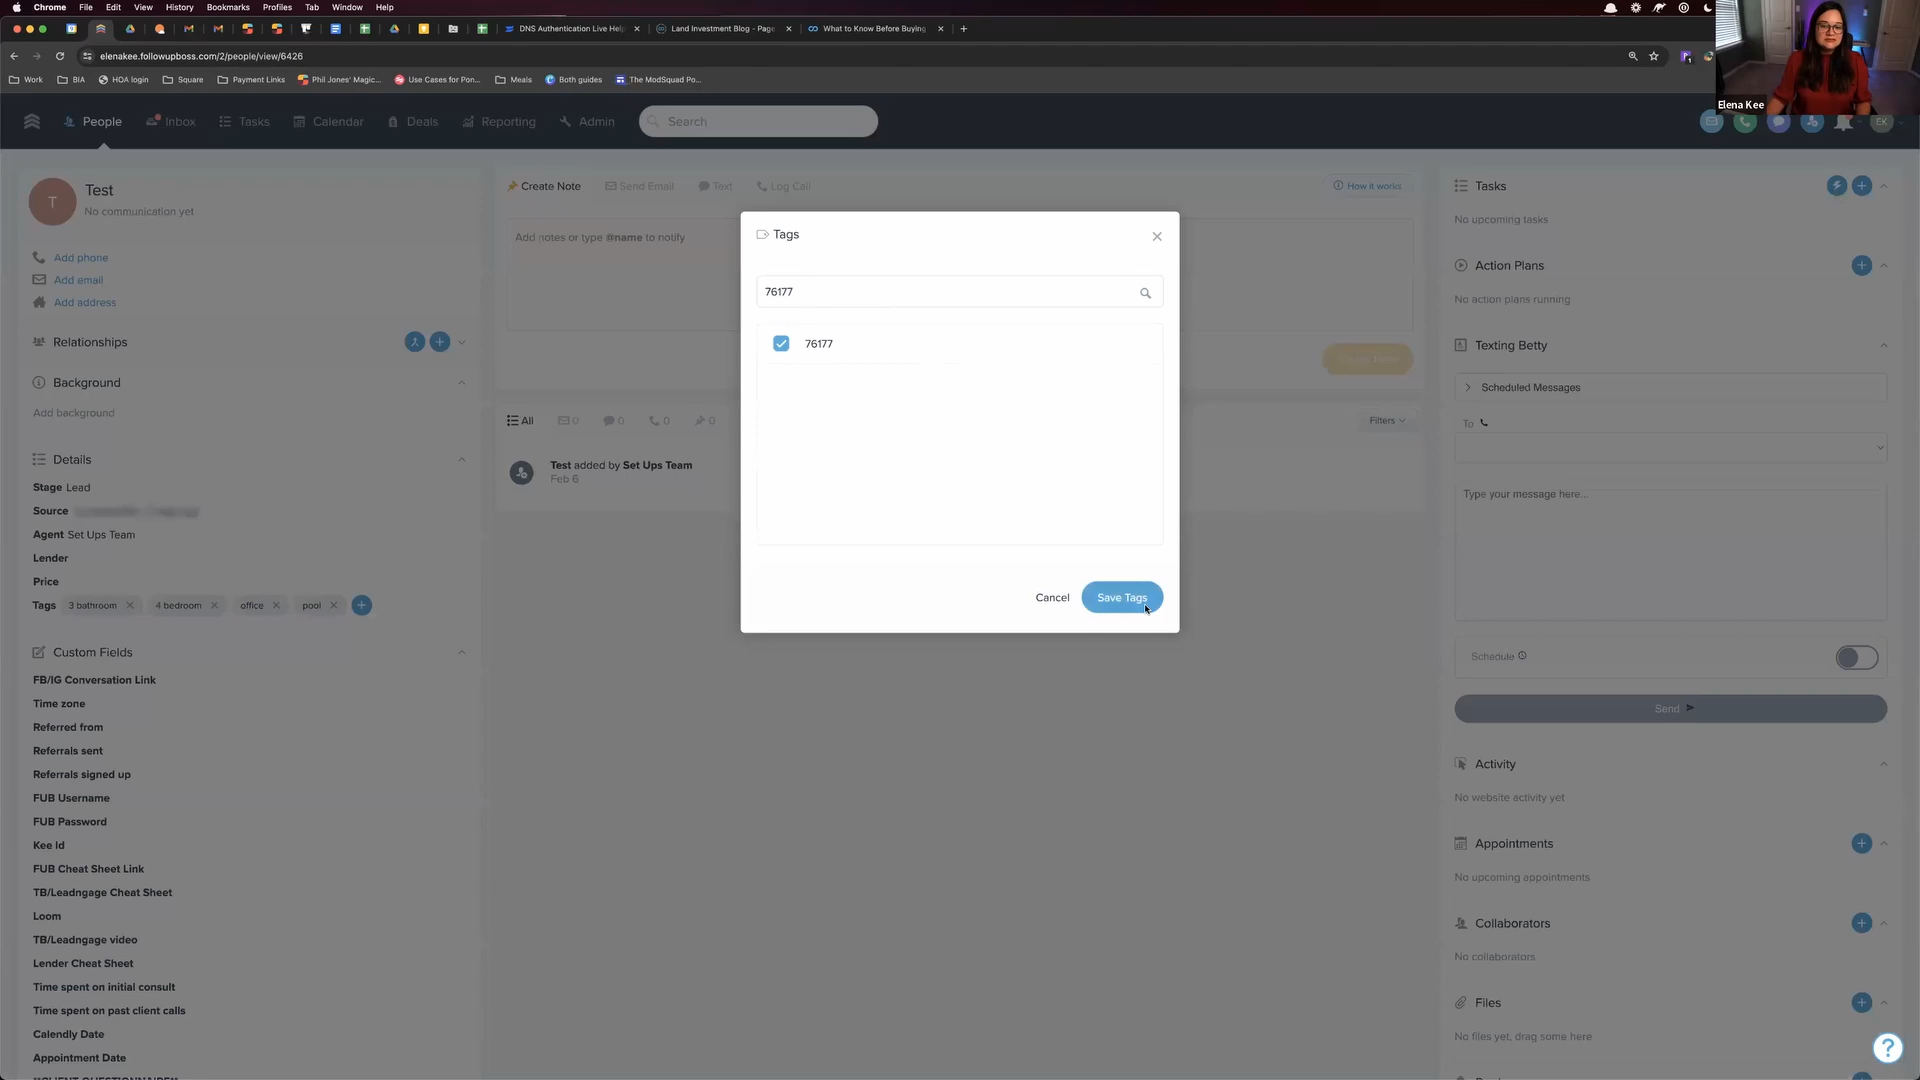 Chrome File Edit View History Bookmarks Profiles Tab Window Help
DNS Authentication Live Help
Land Investment Blog - Page
What to Know Before Buying
elenakee.followupboss.com/2/people/view/6426
Work BIA HOA login Square Payment Links Phil Jones' Magic... Use Cases for Pon... Meals Both guides The ModSquad Po...
Elena Kee
People Inbox Tasks Calendar Deals Reporting Admin Search EK
T
Test
No communication yet
Add phone
Add email
Add address
Relationships
Background
Add background
Details
Stage Lead
Source
Agent Set Ups Team
Lender
Price
Tags 3 bathroom 4 bedroom office pool
Custom Fields
FB/IG Conversation Link
Time zone
Referred from
Referrals sent
Referrals signed up
FUB Username
FUB Password
Kee Id
FUB Cheat Sheet Link
TB/Leadngage Cheat Sheet
Loom
TB/Leadngage video
Lender Cheat Sheet
Time spent on initial consult
Time spent on past client calls
Calendly Date
Appointment Date
Create Note Send Email Text Log Call How it works
Add notes or type @name to notify
All 0 0 0 0 Filters
Test added by Set Ups Team
Feb 6
Tags
76177
76177
Cancel Save Tags
Tasks
No upcoming tasks
Action Plans
No action plans running
Texting Betty
Scheduled Messages
To
Type your message here...
Schedule
Send
Activity
No website activity yet
Appointments
No upcoming appointments
Collaborators
No collaborators
Files
No files yet, drag some here
?